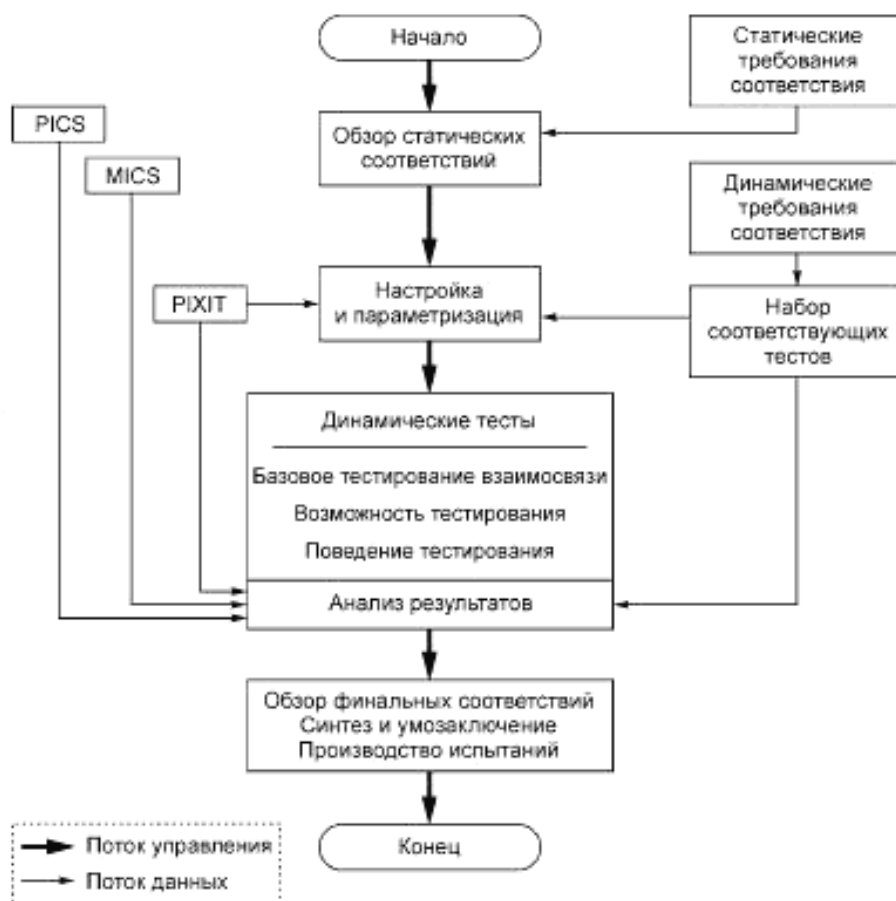 Начало
Статические
требования
соответствия
PICS
Обзор статических
соответствий
MICS
Динамические
требования
соответствия
PIXIT
Настройка
и параметризация
Набор
соответствующих
тестов
Динамические тесты
Базовое тестирование взаимосвязи
Возможность тестирования
Поведение тестирования
Анализ результатов
Обзор финальных соответствий
Синтез и умозаключение
Производство испытаний
Конец
Поток управления
Поток данных